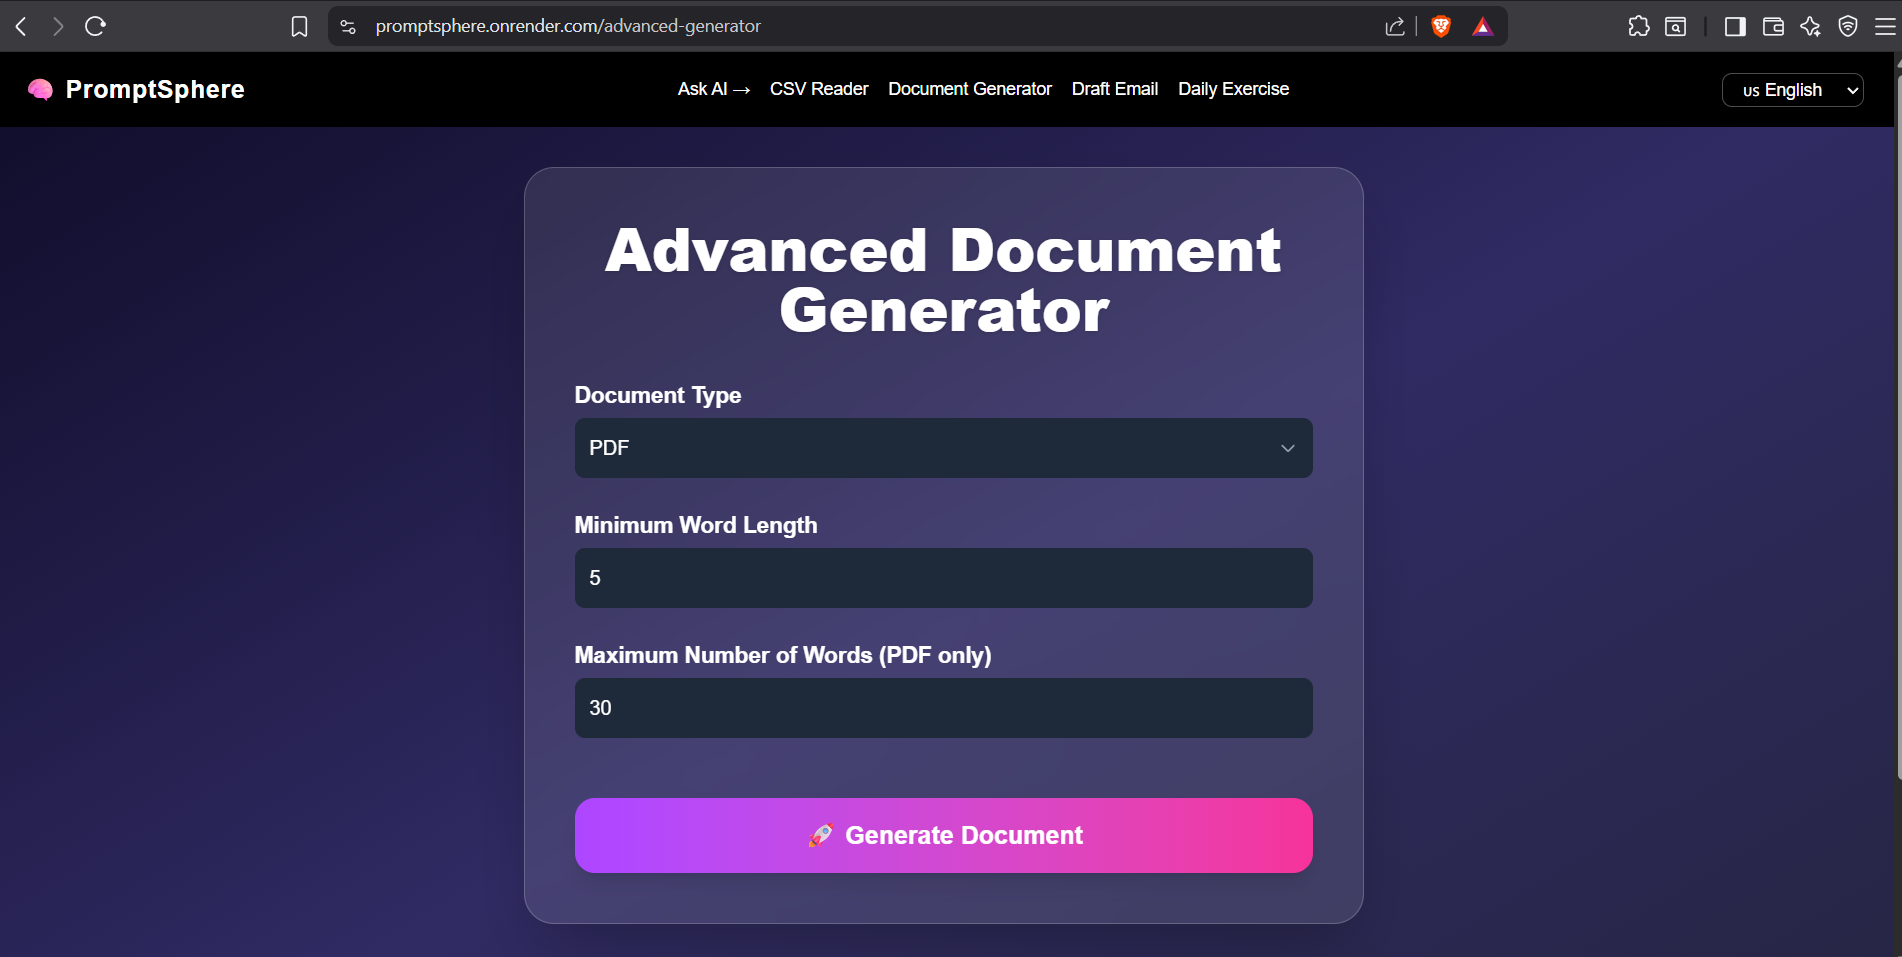 promptsphere.onrender.com/advanced-generator
PromptSphere
Ask AI → CSV Reader Document Generator Draft Email Daily Exercise
us English
Advanced Document
Generator
Document Type
PDF
Minimum Word Length
5
Maximum Number of Words (PDF only)
30
🚀 Generate Document